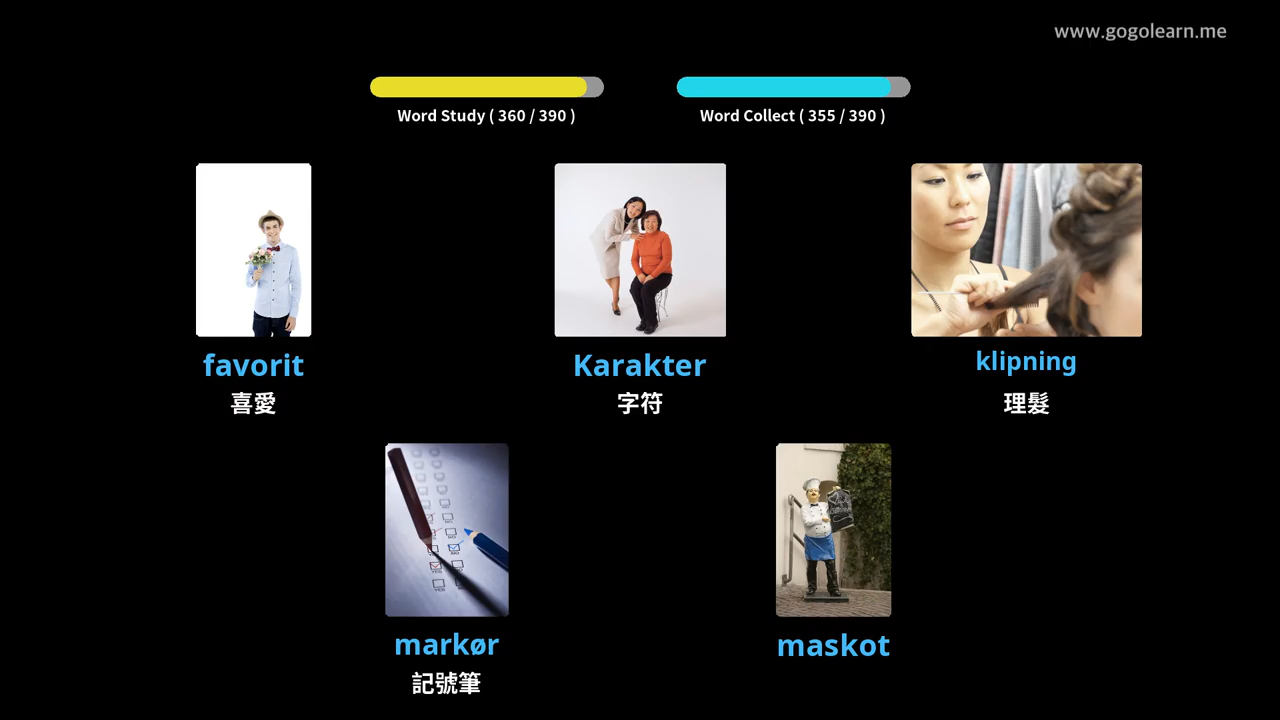 www.gogolearn.me
Word Study ( 360 / 390 )
Word Collect ( 355 / 390 )
favorit
喜愛
Karakter
字符
klipning
理髮
markør
記號筆
maskot